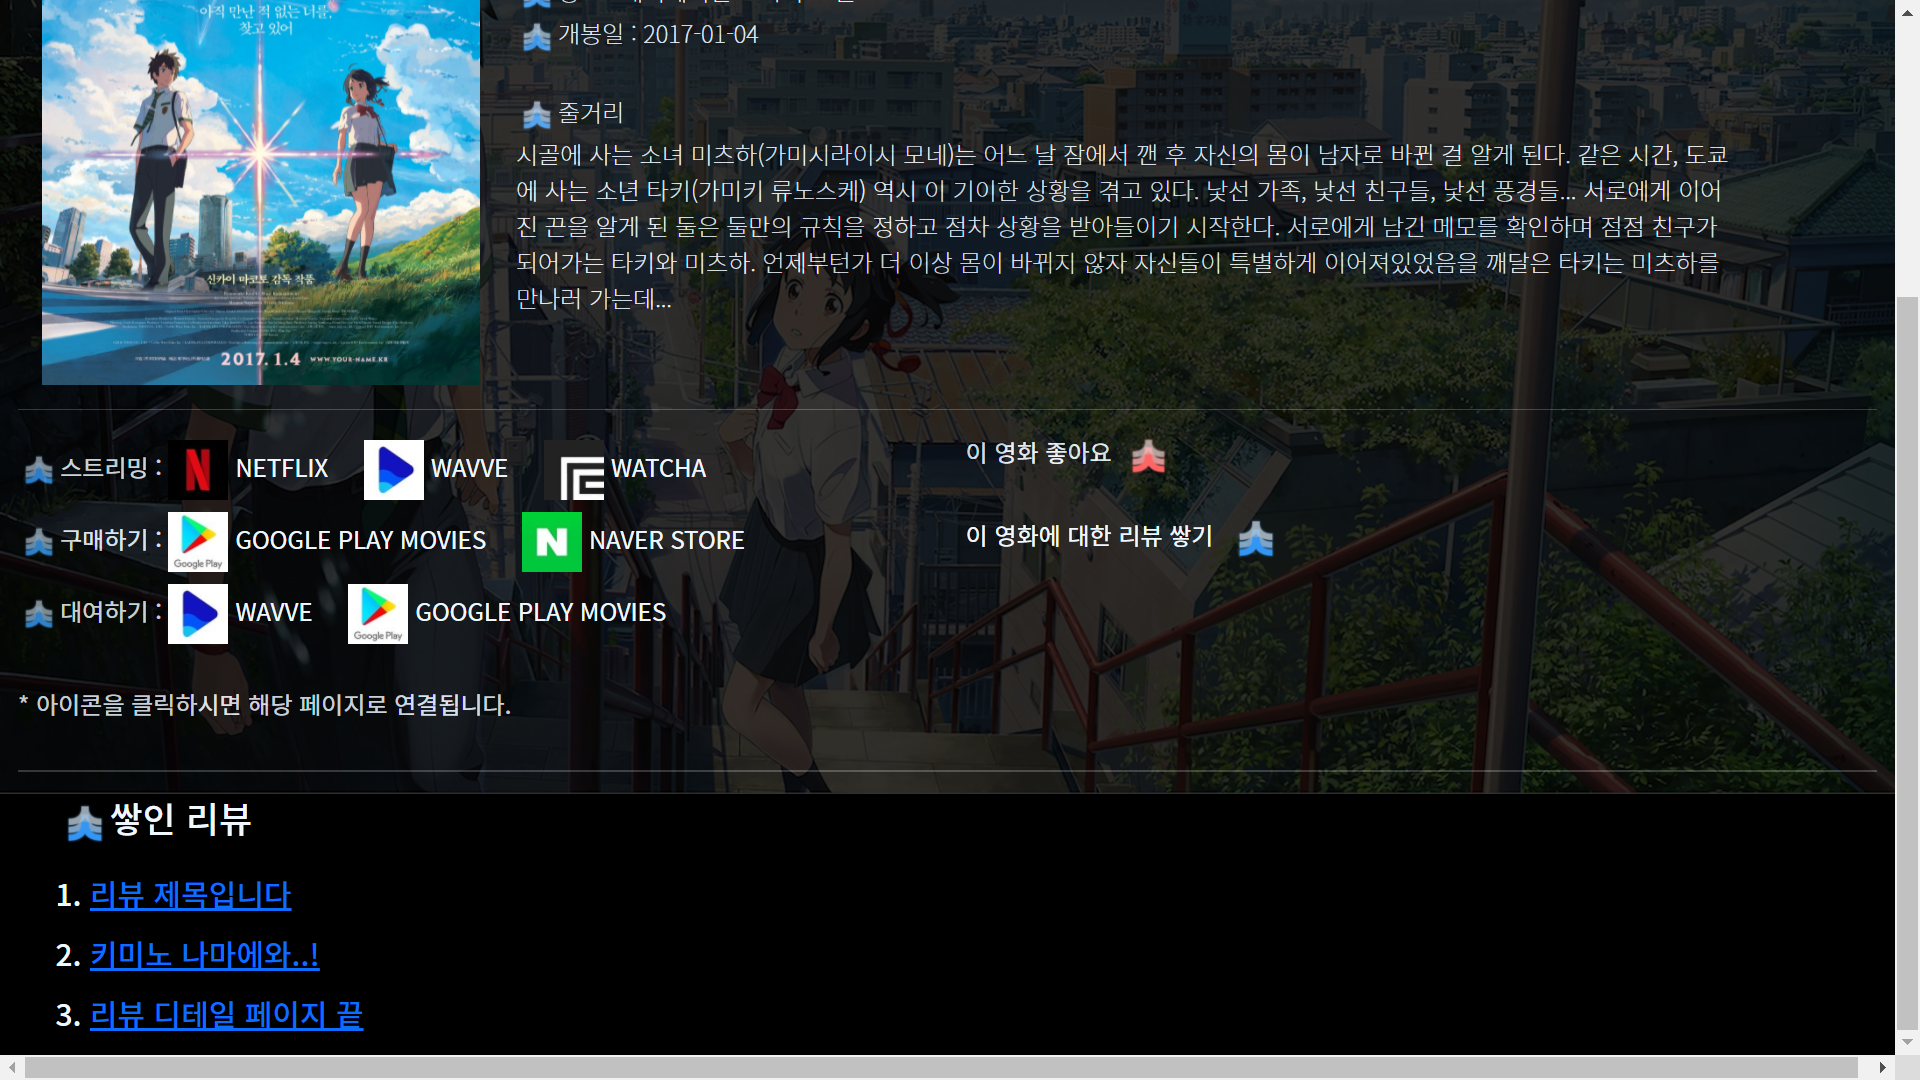 아직 만난 적 없는 너를,
찾고 있어
신카이 마코토 감독 작품
2017. 1. 4 WWW.YOUR-NAME.KR
개봉일 : 2017-01-04
줄거리
시골에 사는 소녀 미츠하(가미시라이시 모네)는 어느 날 잠에서 깬 후 자신의 몸이 남자로 바뀐 걸 알게 된다. 같은 시간, 도쿄
에 사는 소년 타키(가미키 류노스케) 역시 이 기이한 상황을 겪고 있다. 낯선 가족, 낯선 친구들, 낯선 풍경들... 서로에게 이어
진 끈을 알게 된 둘은 둘만의 규칙을 정하고 점차 상황을 받아들이기 시작한다. 서로에게 남긴 메모를 확인하며 점점 친구가
되어가는 타키와 미츠하. 언제부턴가 더 이상 몸이 바뀌지 않자 자신들이 특별하게 이어져있었음을 깨달은 타키는 미츠하를
만나러 가는데...
스트리밍 : NETFLIX WAVVE WATCHA
구매하기 : Google Play GOOGLE PLAY MOVIES N NAVER STORE
대여하기 : WAVVE Google Play GOOGLE PLAY MOVIES
* 아이콘을 클릭하시면 해당 페이지로 연결됩니다.
이 영화 좋아요
이 영화에 대한 리뷰 쌓기
쌓인 리뷰
1. 리뷰 제목입니다
2. 키미노 나마에와..!
3. 리뷰 디테일 페이지 끝